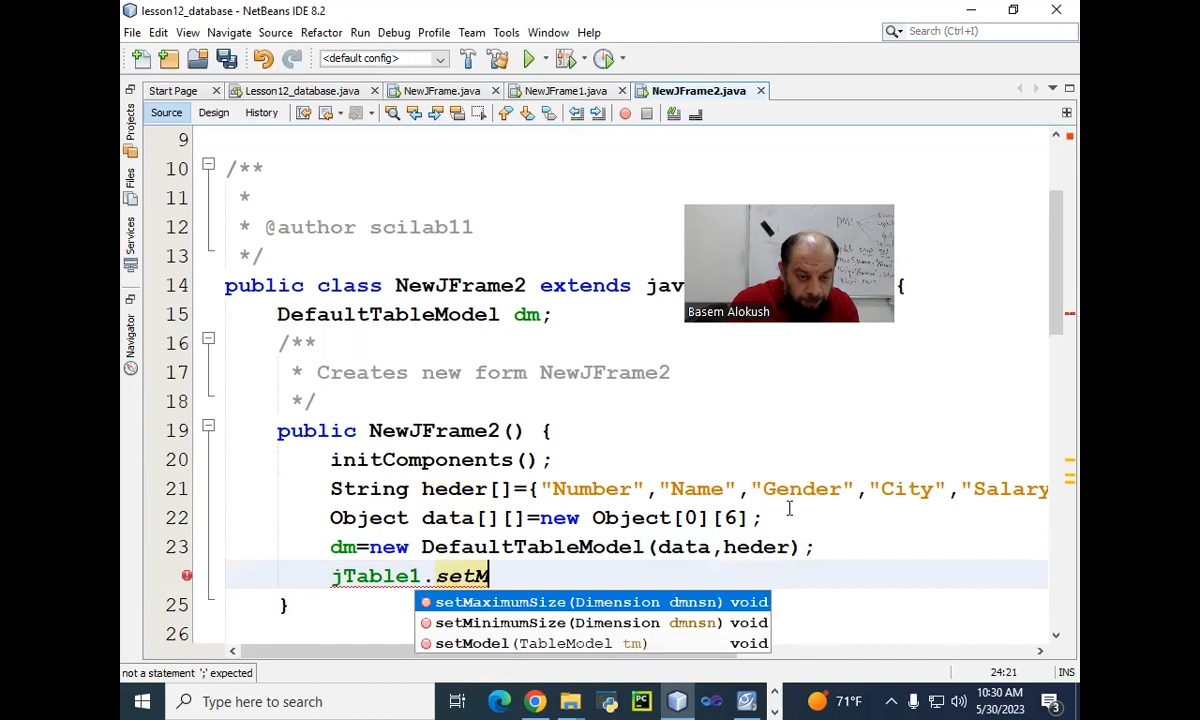 lesson12_database - NetBeans IDE 8.2
File Edit View Navigate Source Refactor Run Debug Profile Team Tools Window Help
Search (Ctrl+I)
<default config>
Start Page Lesson12_database.java NewJFrame.java NewJFrame1.java NewJFrame2.java
Source Design History
Projects
Files
Services
Navigator
9
10 /**
11 *
12 * @author scilab11
13 */
14 public class NewJFrame2 extends jav {
15 DefaultTableModel dm;
16 /**
17 * Creates new form NewJFrame2
18 */
19 public NewJFrame2() {
20 initComponents();
21 String heder[]={"Number","Name","Gender","City","Salary
22 Object data[][]=new Object[0][6];
23 dm=new DefaultTableModel(data,heder);
24 jTable1.setM
25 }
26
setMaximumSize(Dimension dmnsn) void
setMinimumSize(Dimension dmnsn) void
setModel(TableModel tm) void
Basem Alokush
not a statement ';' expected
24:21 INS
Type here to search
71°F
10:30 AM
5/30/2023
3